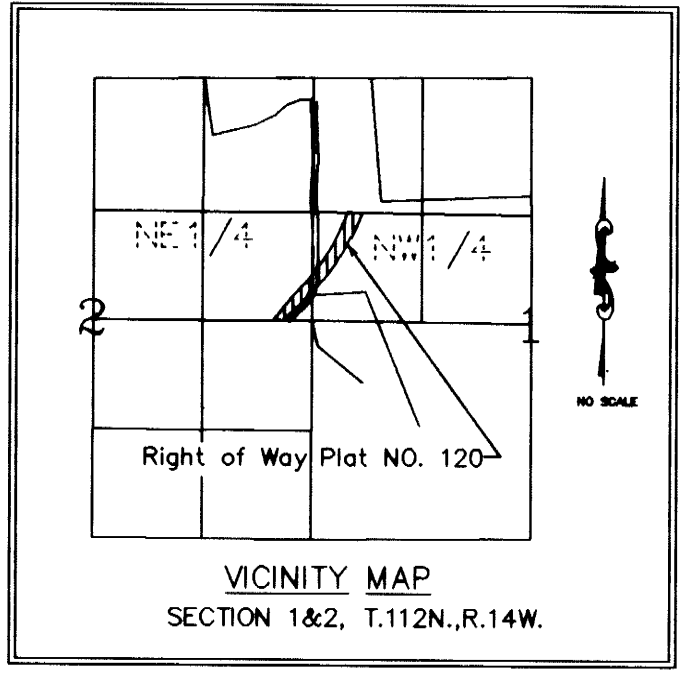 NE1/4 NW1/4
2 1
NO SCALE
Right of Way Plat NO. 120
VICINITY MAP
SECTION 1&2, T.112N.,R.14W.